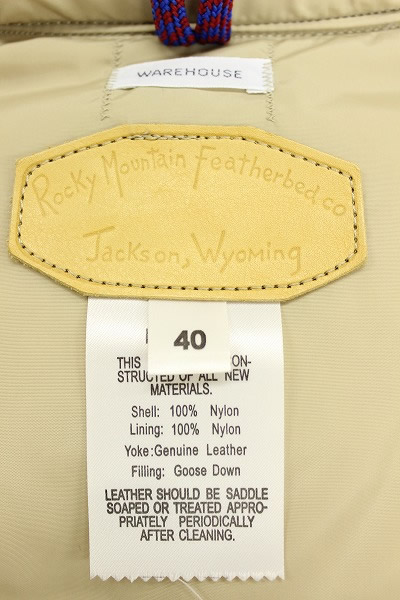 WAREHOUSE
Rocky Mountain Featherbed co
Jackson, Wyoming
40
THIS ON-
STRUCTED OF ALL NEW
MATERIALS.
Shell: 100% Nylon
Lining: 100% Nylon
Yoke:Genuine Leather
Filling: Goose Down
LEATHER SHOULD BE SADDLE
SOAPED OR TREATED APPRO-
PRIATELY PERIODICALLY
AFTER CLEANING.